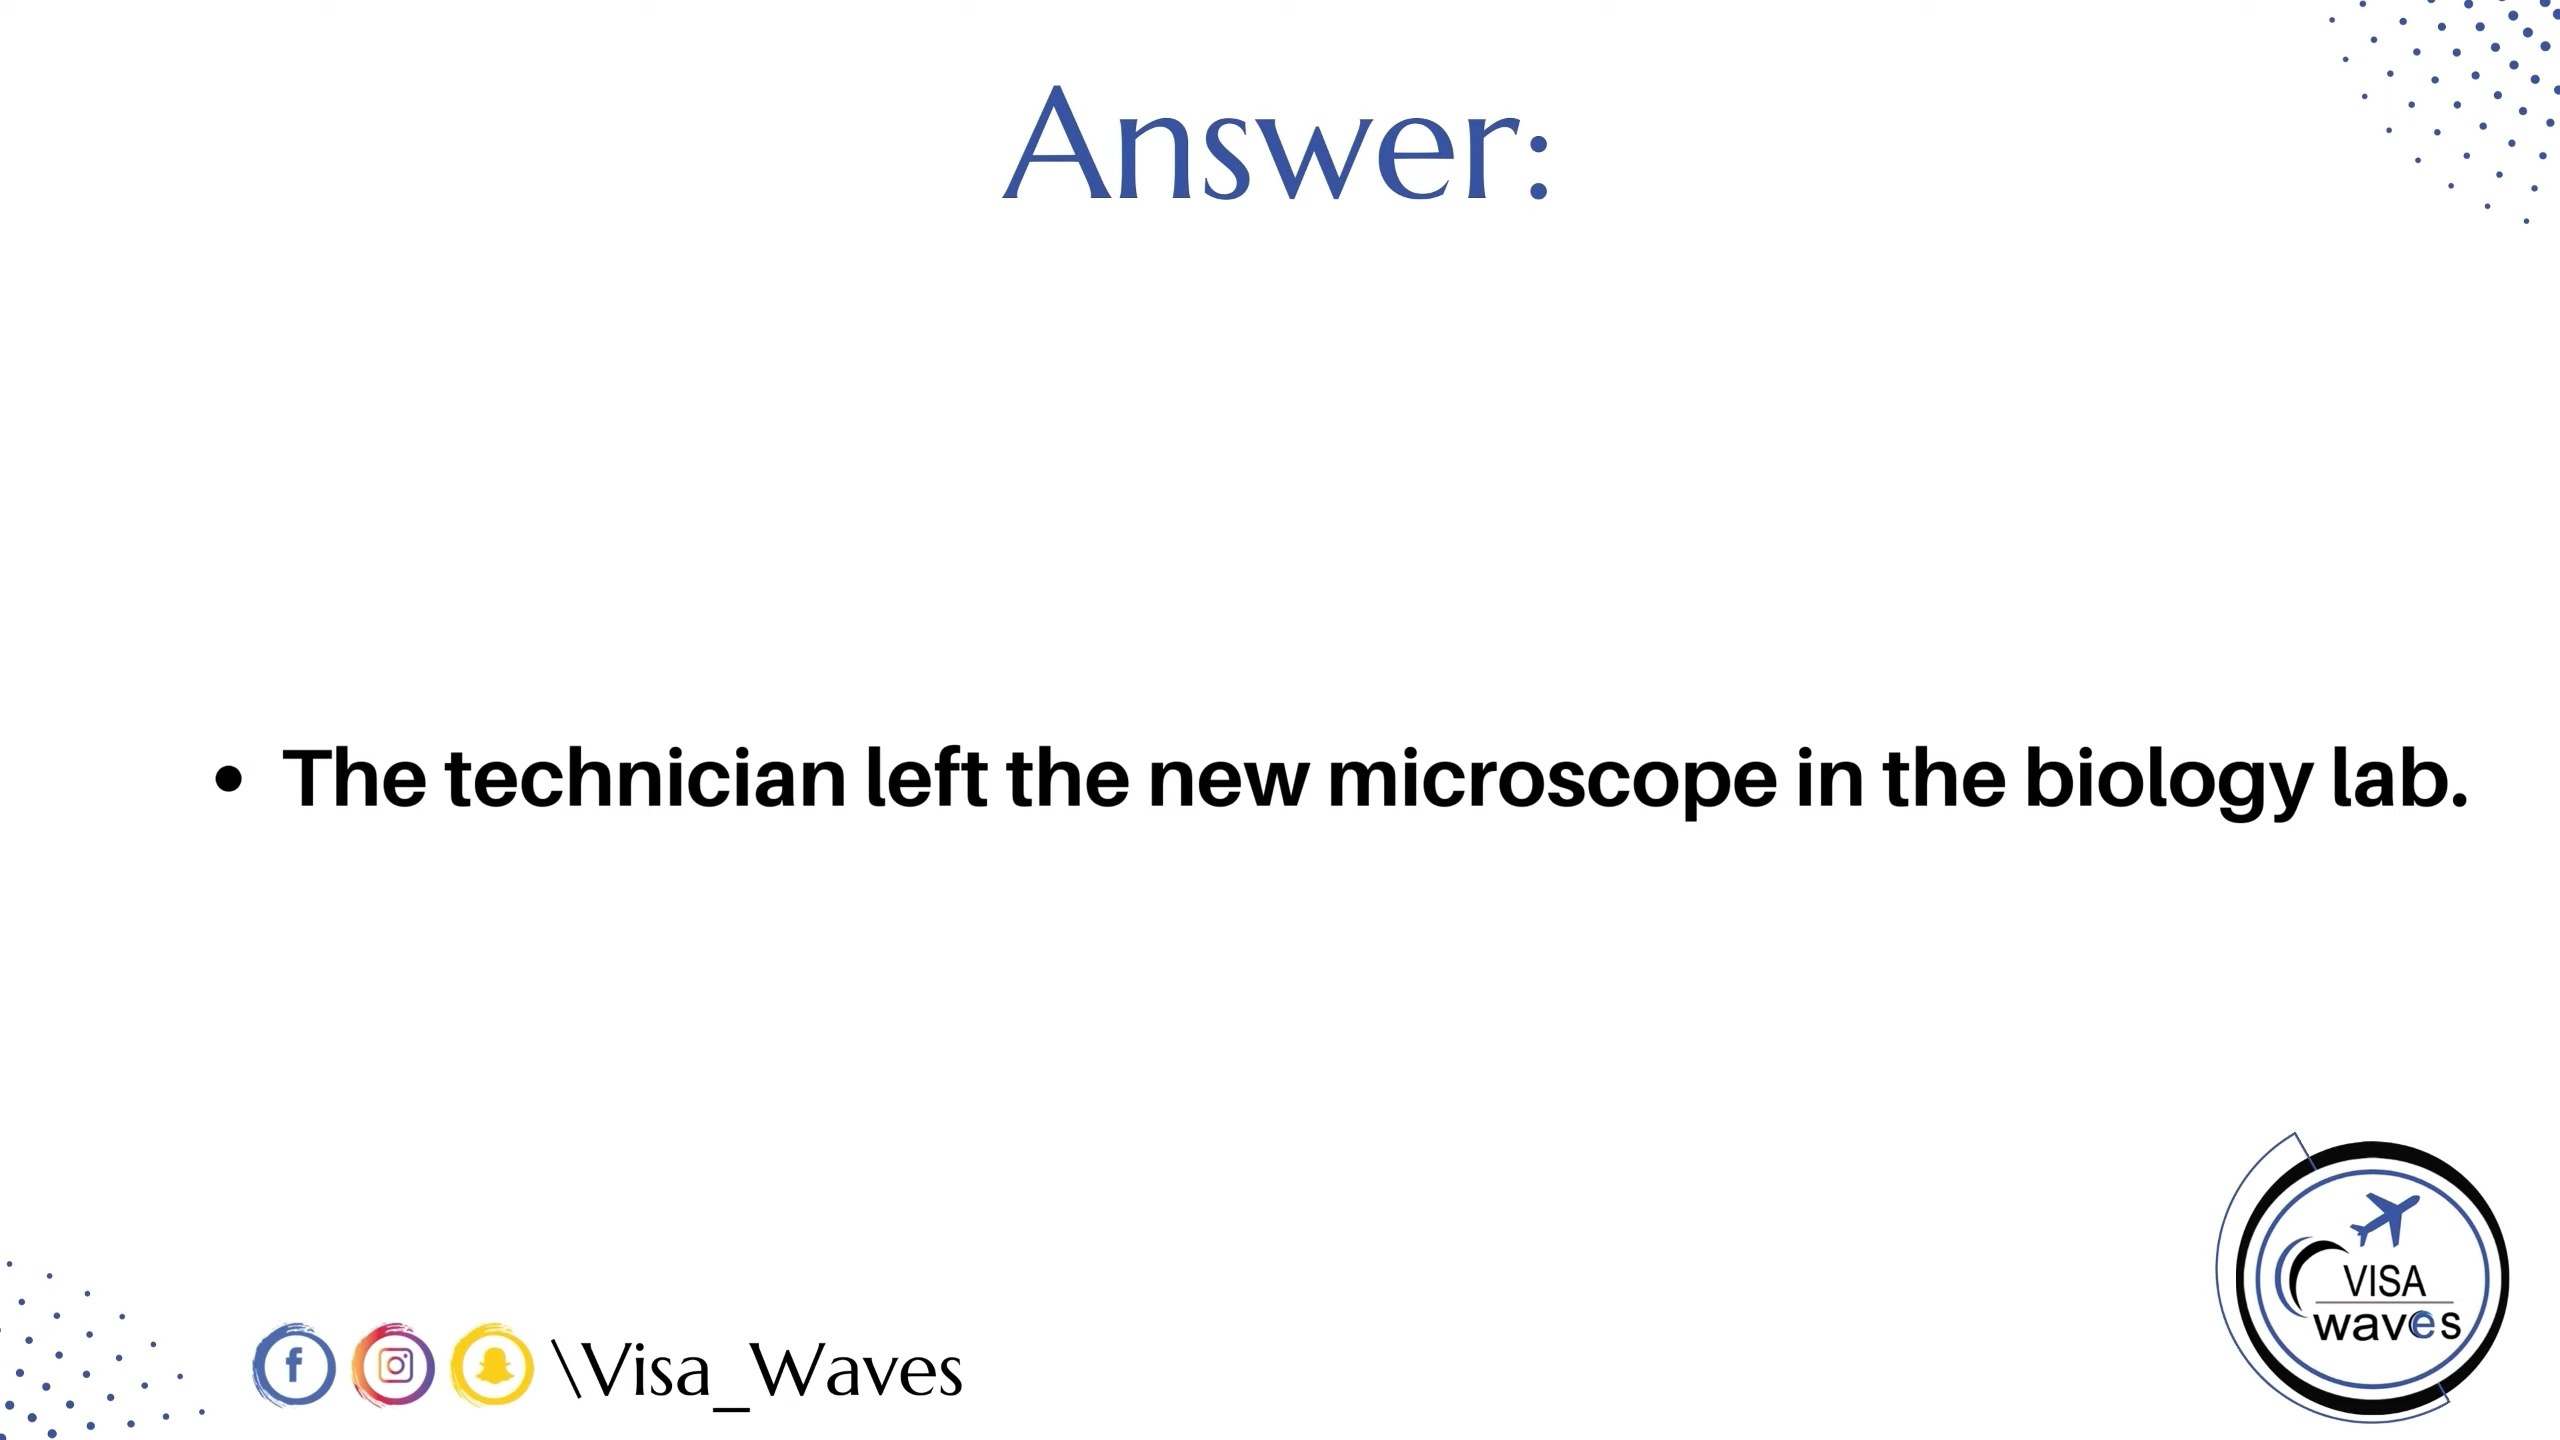 Answer:
• The technician left the new microscope in the biology lab.
\Visa_Waves
VISA
waves